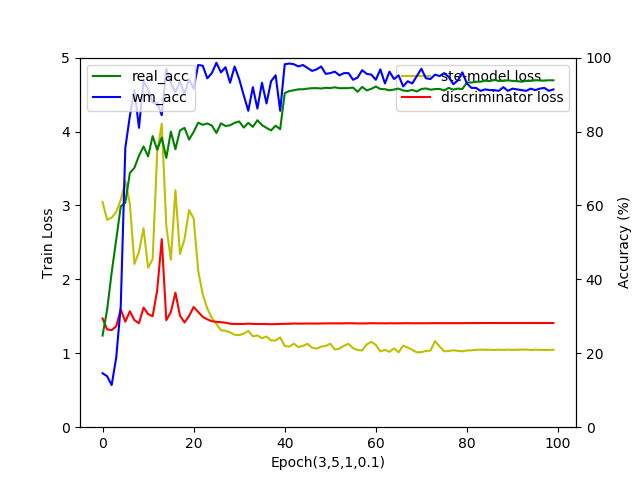 real_acc
wm_acc
ste-model loss
discriminator loss
5
4
3
2
1
0
Train Loss
100
80
60
40
20
0
Accuracy (%)
0 20 40 60 80 100
Epoch(3,5,1,0.1)